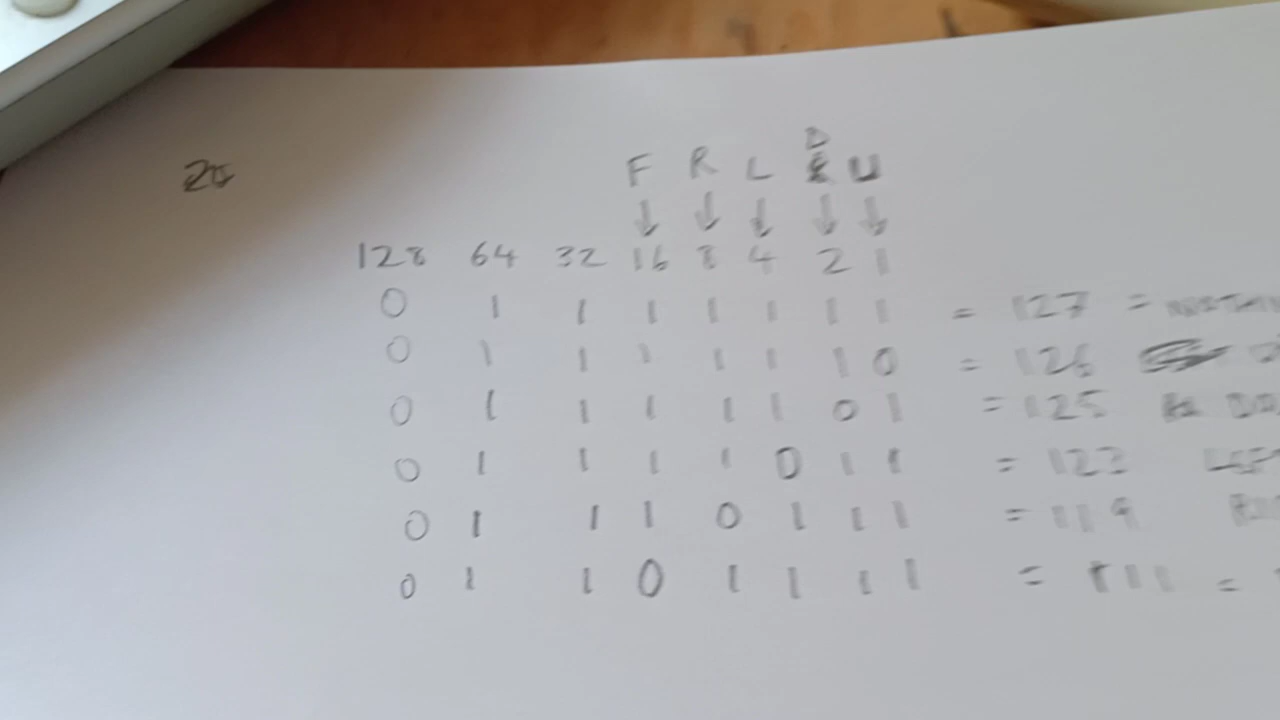 F R L D U
↓ ↓ ↓ ↓ ↓
128 64 32 16 8 4 2 1
0 1 1 1 1 1 1 1 = 127 =
0 1 1 1 1 1 1 0 = 126
0 1 1 1 1 1 0 1 = 125
0 1 1 1 1 0 1 1 = 123
0 1 1 1 0 1 1 1 = 119
0 1 1 0 1 1 1 1 = 111 =